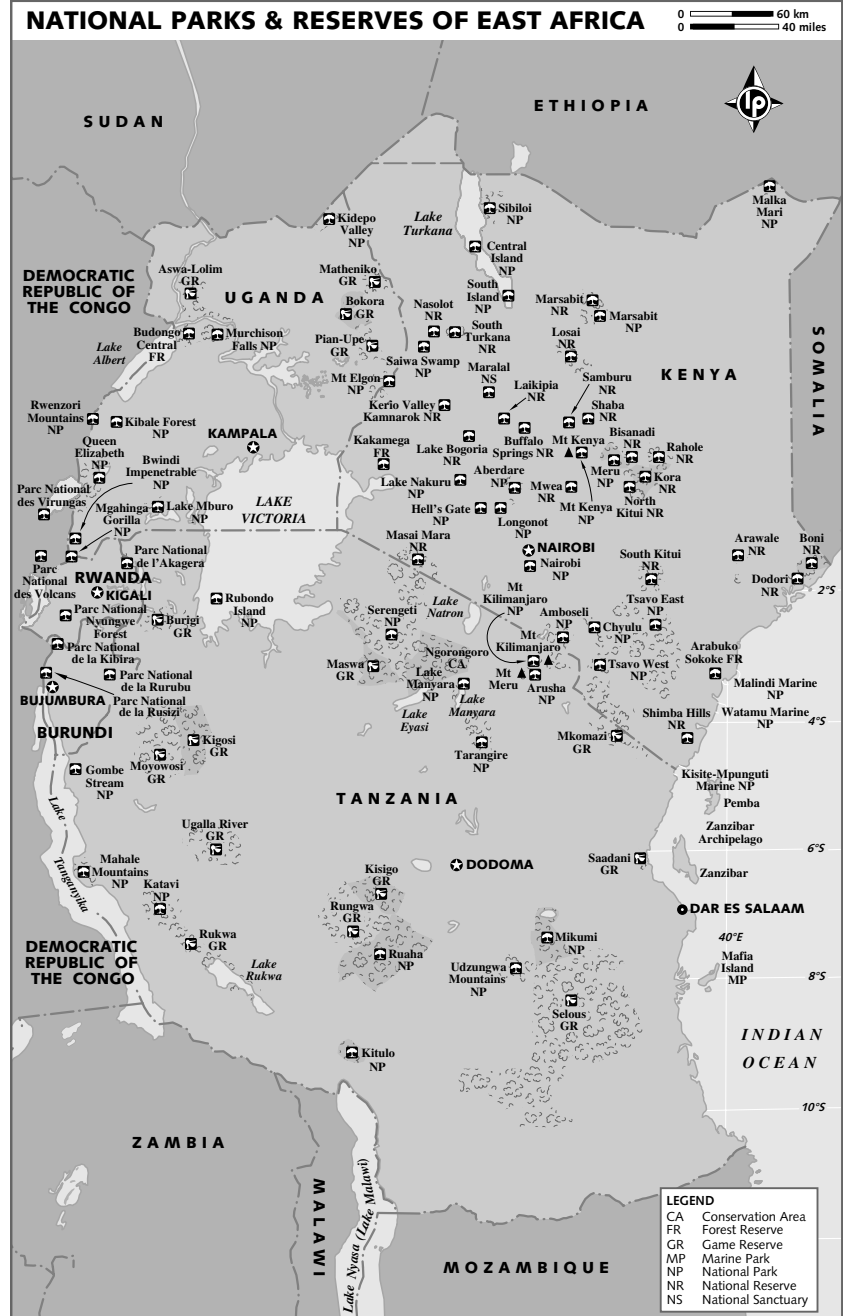 NATIONAL PARKS & RESERVES OF EAST AFRICA
0 60 km
0 40 miles
lp
SUDAN
ETHIOPIA
Malka
Mari
NP
Sibiloi
NP
Kidepo
Valley
NP
Lake
Turkana
Central
Island
NP
DEMOCRATIC
REPUBLIC OF
THE CONGO
Aswa-Lolim
GR
Matheniko
GR
UGANDA
Bokora
GR
South
Island
NP
Marsabit
NR
Marsabit
NP
Nasolot
NR
South
Turkana
NR
Losai
NR
SOMALIA
Budongo
Central
FR
Murchison
Falls NP
Pian-Upe
GR
Lake
Albert
Saiwa Swamp
NP
Maralal
NS
Laikipia
NR
Samburu
NR
KENYA
Mt Elgon
NP
Kerio Valley
Kamnarok NR
Shaba
NR
Rwenzori
Mountains
NP
Kibale Forest
NP
KAMPALA
Lake Bogoria
NR
Buffalo
Springs NR
Mt Kenya
Bisanadi
NR
Rahole
NR
Queen
Elizabeth
NP
Bwindi
Impenetrable
NP
Kakamega
FR
Meru
NP
Kora
NR
Parc National
des Virungas
Mgahinga
Gorilla
NP
Lake Mburo
NP
LAKE
VICTORIA
Lake Nakuru
NP
Aberdare
NP
Mwea
NR
Mt Kenya
NP
North
Kitui NR
Hell's Gate
NP
Longonot
NP
Masai Mara
NR
NAIROBI
Nairobi
NP
South Kitui
NR
Arawale
NR
Boni
NR
Dodori
NR
2°S
Parc
National
des Volcans
Parc National
de l'Akagera
RWANDA
KIGALI
Rubondo
Island
NP
Parc National
Nyungwe
Forest
Burigi
GR
Serengeti
NP
Lake
Natron
Mt
Kilimanjaro
NP
Amboseli
NP
Chyulu
NP
Tsavo East
NP
Parc National
de la Kibira
Maswa
GR
Ngorongoro
CA
Mt
Kilimanjaro
Tsavo West
NP
Arabuko
Sokoke FR
Parc National
de la Rurubu
Lake
Manyara
NP
Mt
Meru
Arusha
NP
Malindi Marine
NP
BUJUMBURA
Parc National
de la Rusizi
Lake
Eyasi
Lake
Manyara
Shimba Hills
NR
Watamu Marine
NP
4°S
BURUNDI
Kigosi
GR
Moyowosi
GR
Tarangire
NP
Mkomazi
GR
Gombe
Stream
NP
Kisite-Mpunguti
Marine NP
Pemba
TANZANIA
Lake
Tanganyika
Ugalla River
GR
Zanzibar
Archipelago
DODOMA
Saadani
GR
6°S
Zanzibar
Mahale
Mountains
NP
Katavi
NP
Kisigo
GR
Rungwa
GR
DAR ES SALAAM
40°E
DEMOCRATIC
REPUBLIC OF
THE CONGO
Rukwa
GR
Lake
Rukwa
Ruaha
NP
Mikumi
NP
Udzungwa
Mountains
NP
Mafia
Island
MP
8°S
Selous
GR
INDIAN
OCEAN
Kitulo
NP
10°S
ZAMBIA
MALAWI
Lake Nyasa (Lake Malawi)
MOZAMBIQUE
LEGEND
CA Conservation Area
FR Forest Reserve
GR Game Reserve
MP Marine Park
NP National Park
NR National Reserve
NS National Sanctuary